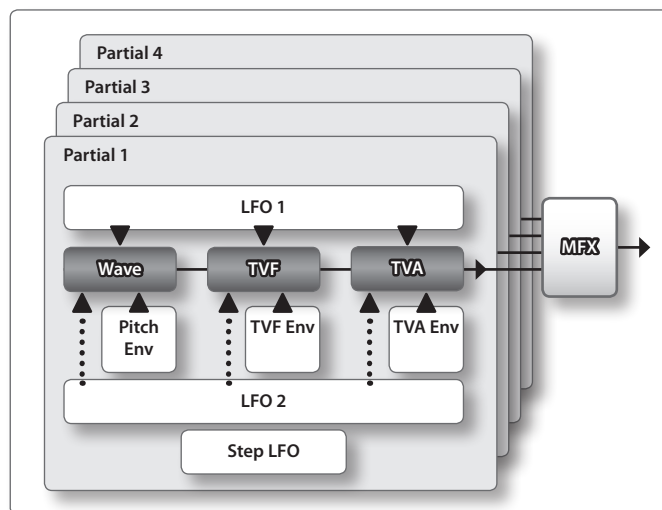 Partial 4
Partial 3
Partial 2
Partial 1
LFO 1
Wave
TVF
TVA
MFX
Pitch
Env
TVF Env
TVA Env
LFO 2
Step LFO